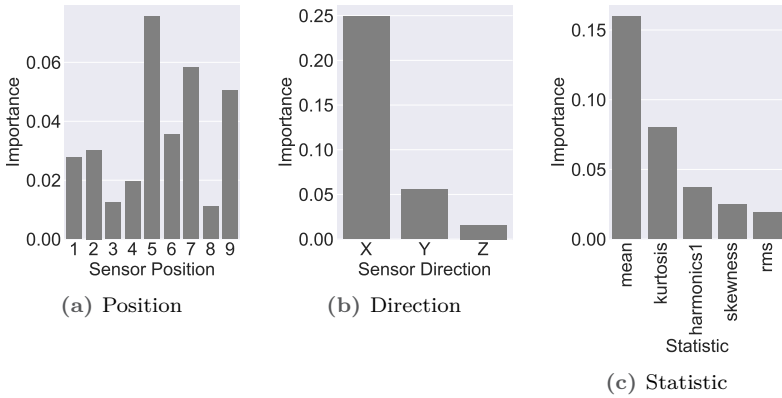 Importance
0.06
0.04
0.02
0.00
1 2 3 4 5 6 7 8 9
Sensor Position
(a) Position
Importance
0.25
0.20
0.15
0.10
0.05
0.00
X Y Z
Sensor Direction
(b) Direction
Importance
0.15
0.10
0.05
0.00
mean
kurtosis
harmonics1
skewness
rms
Statistic
(c) Statistic